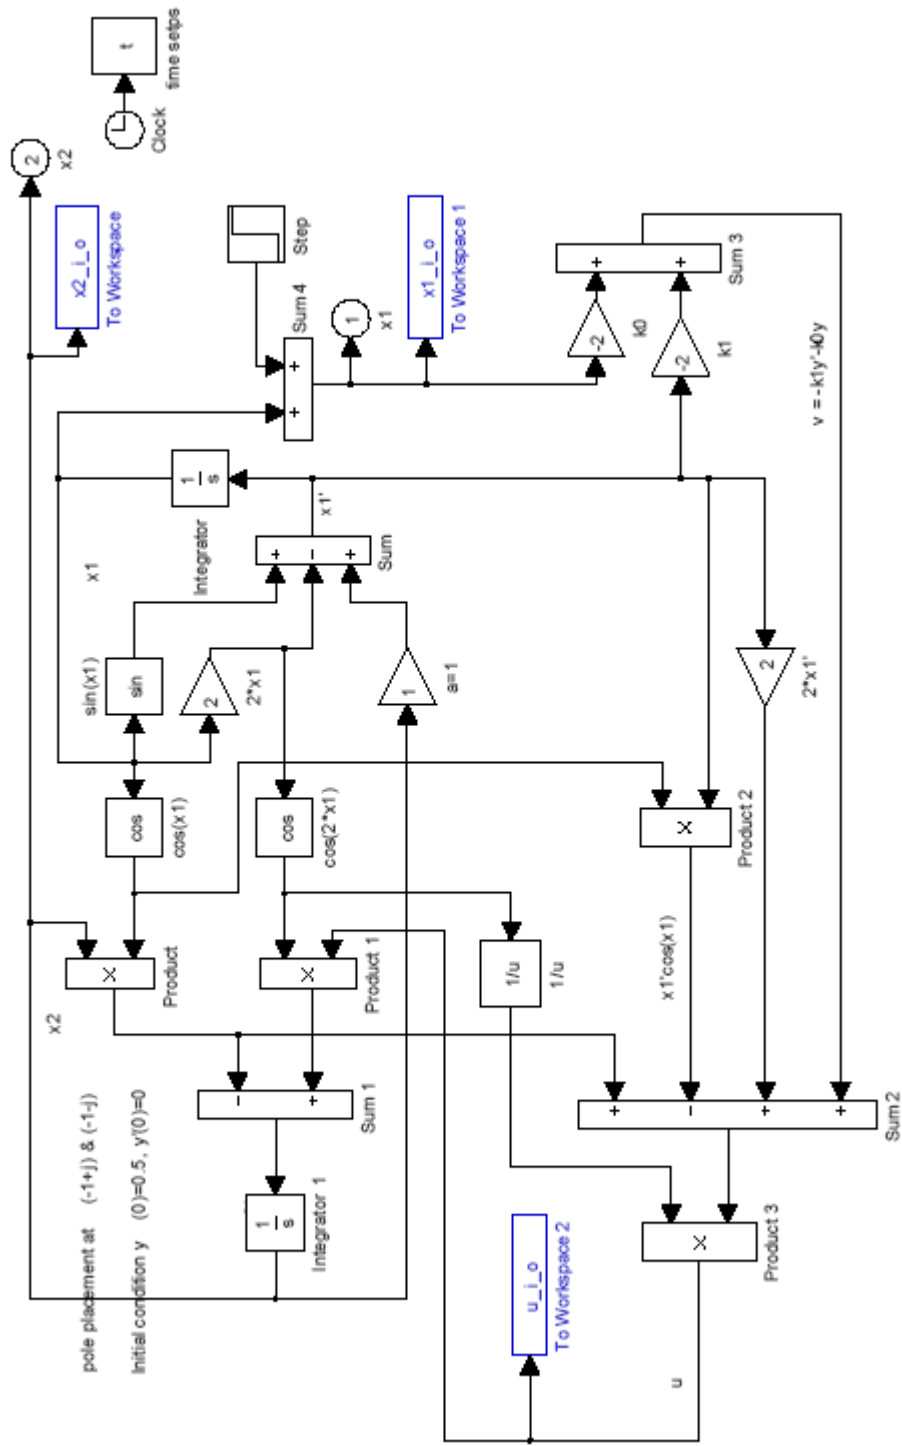 x2
2
x2
pole placement at (-1+j) & (-1-j)
x2_i_o
To Workspace
x1
sin(x1)
t
time setps
Clock
Initial condition y (0)=0.5, y'(0)=0
X
Product
cos
cos(x1)
sin
1
s
Integrator
+
-
Sum 1
2
2*x1
Step
1
s
Integrator 1
X
Product 1
cos
cos(2*x1)
+
-
+
Sum
x1'
+
+
Sum 4
1
x1
1
a=1
x1_i_o
To Workspace 1
1/u
1/u
u_i_o
To Workspace 2
-2
k0
+
+
Sum 3
-2
k1
x1'cos(x1)
X
Product 2
u
X
Product 3
+
-
+
+
Sum2
2
2*x1'
v = -k1y'-k0y